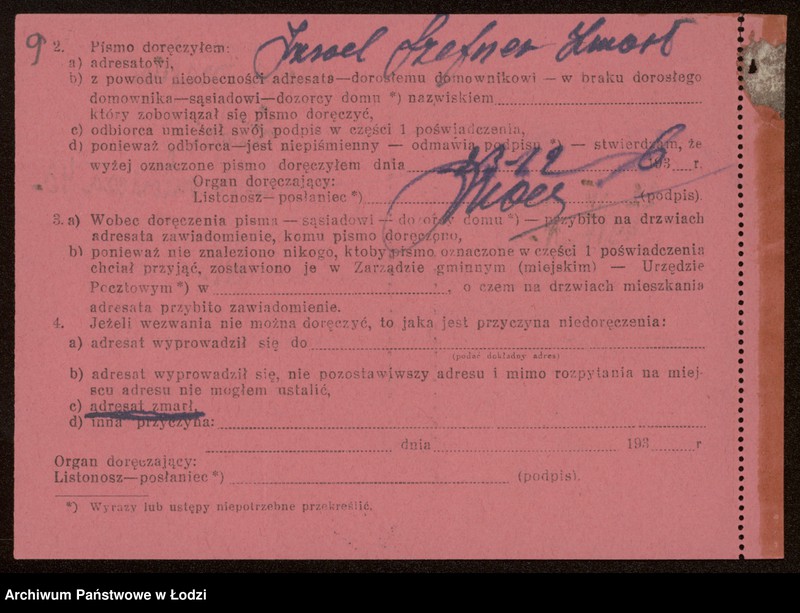 9
Izrael Szefner Zmarł
2. Pismo doręczyłem:
a) adresatowi,
b) z powodu nieobecności adresata—dorosłemu domownikowi — w braku dorosłego
domownika—sąsiadowi—dozorcy domu *) nazwiskiem
który zobowiązał się pismo doręczyć,
c) odbiorca umieścił swój podpis w części 1 poświadczenia,
d) ponieważ odbiorca—jest niepiśmienny — odmawia podpisu *) — stwierdzam, że
wyżej oznaczone pismo doręczyłem dnia 12 1936 r.
Organ doręczający:
Listonosz—posłaniec *) (podpis).
3. a) Wobec doręczenia pisma — sąsiadowi — dozorcy domu *) — przybito na drzwiach
adresata zawiadomienie, komu pismo doręczono,
b) ponieważ nie znaleziono nikogo, ktoby pismo oznaczone w części 1 poświadczenia
chciał przyjąć, zostawiono je w Zarządzie gminnym (miejskim) — Urzędzie
Pocztowym *) w , o czem na drzwiach mieszkania
adresata przybito zawiadomienie.
4. Jeżeli wezwania nie można doręczyć, to jaka jest przyczyna niedoręczenia:
a) adresat wyprowadził się do
(podać dokładny adres)
b) adresat wyprowadził się, nie pozostawiwszy adresu i mimo rozpytania na miej-
scu adresu nie mogłem ustalić,
c) adresat zmarł,
d) inna przyczyna:
dnia 193 r
Organ doręczający:
Listonosz—posłaniec *) (podpis).
*) Wyrazy lub ustępy niepotrzebne przekreślić.
Archiwum Państwowe w Łodzi